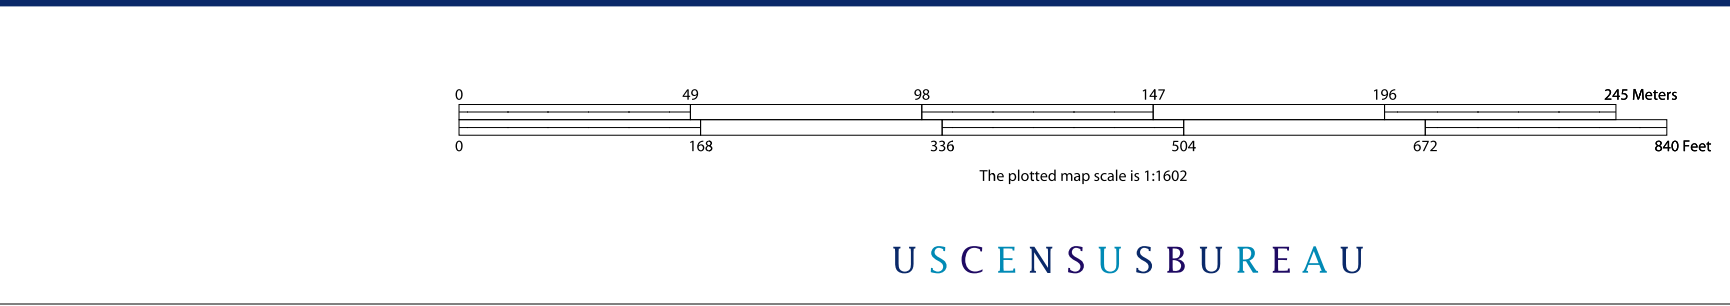 0 49 98 147 196 245 Meters
0 168 336 504 672 840 Feet
The plotted map scale is 1:1602
USCENSUSBUREAU